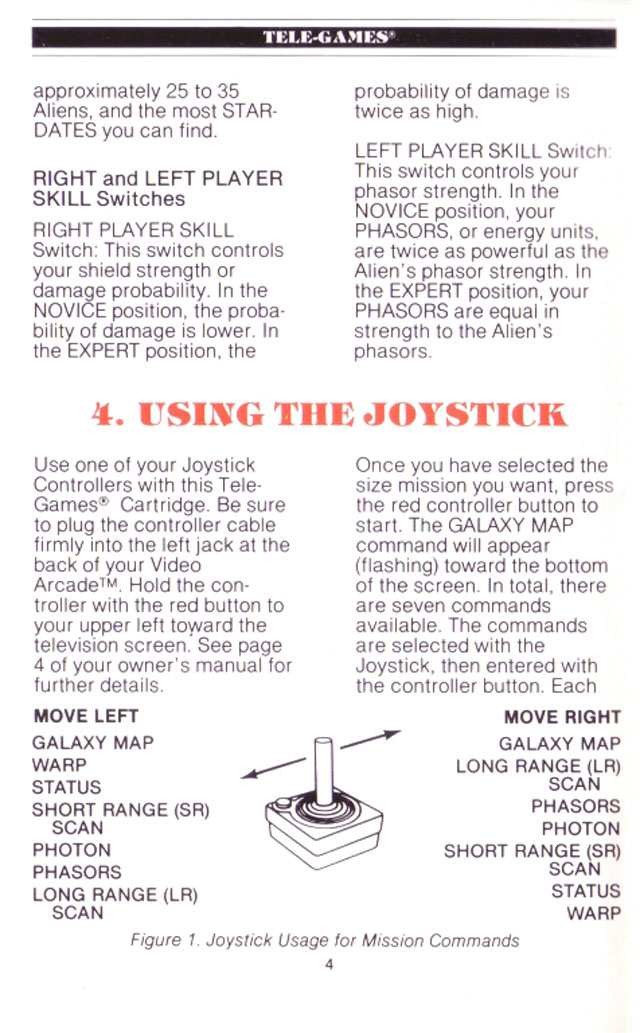 TELE-GAMES®
approximately 25 to 35
Aliens, and the most STAR-
DATES you can find.
RIGHT and LEFT PLAYER
SKILL Switches
RIGHT PLAYER SKILL
Switch: This switch controls
your shield strength or
damage probability. In the
NOVICE position, the proba-
bility of damage is lower. In
the EXPERT position, the
probability of damage is
twice as high.
LEFT PLAYER SKILL Switch:
This switch controls your
phasor strength. In the
NOVICE position, your
PHASORS, or energy units,
are twice as powerful as the
Alien's phasor strength. In
the EXPERT position, your
PHASORS are equal in
strength to the Alien's
phasors.
4. USING THE JOYSTICK
Use one of your Joystick
Controllers with this Tele-
Games® Cartridge. Be sure
to plug the controller cable
firmly into the left jack at the
back of your Video
Arcade™. Hold the con-
troller with the red button to
your upper left toward the
television screen. See page
4 of your owner's manual for
further details.
Once you have selected the
size mission you want, press
the red controller button to
start. The GALAXY MAP
command will appear
(flashing) toward the bottom
of the screen. In total, there
are seven commands
available. The commands
are selected with the
Joystick, then entered with
the controller button. Each
MOVE LEFT
GALAXY MAP
WARP
STATUS
SHORT RANGE (SR)
SCAN
PHOTON
PHASORS
LONG RANGE (LR)
SCAN
MOVE RIGHT
GALAXY MAP
LONG RANGE (LR)
SCAN
PHASORS
PHOTON
SHORT RANGE (SR)
SCAN
STATUS
WARP
Figure 1. Joystick Usage for Mission Commands
4